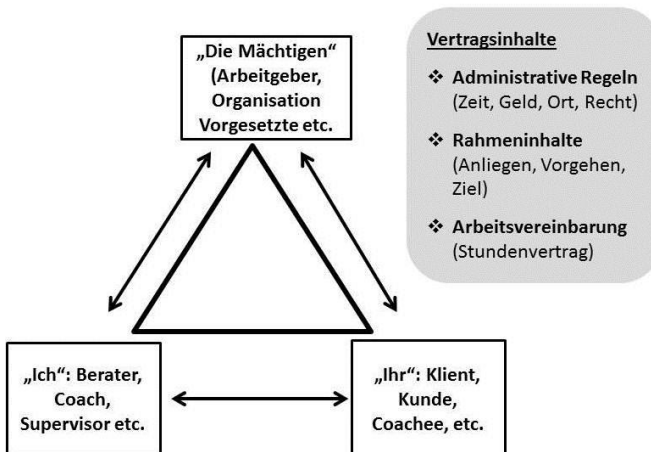 „Die Mächtigen“
(Arbeitgeber,
Organisation
Vorgesetzte etc.
Vertragsinhalte
❖ Administrative Regeln
(Zeit, Geld, Ort, Recht)
❖ Rahmeninhalte
(Anliegen, Vorgehen,
Ziel)
❖ Arbeitsvereinbarung
(Stundenvertrag)
„Ich“: Berater,
Coach,
Supervisor etc.
„Ihr“: Klient,
Kunde,
Coachee, etc.